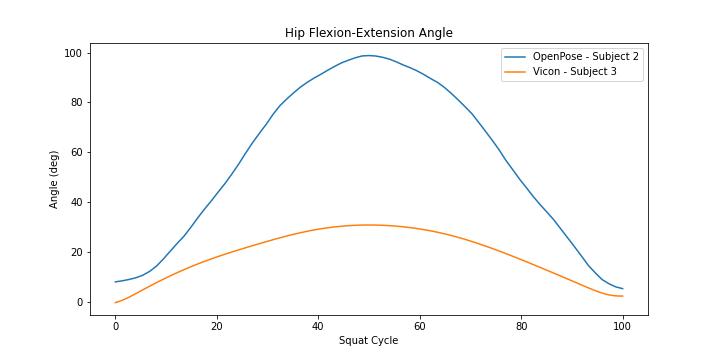 Hip Flexion-Extension Angle
OpenPose - Subject 2
Vicon - Subject 3
100
80
60
40
20
0
Angle (deg)
0 20 40 60 80 100
Squat Cycle